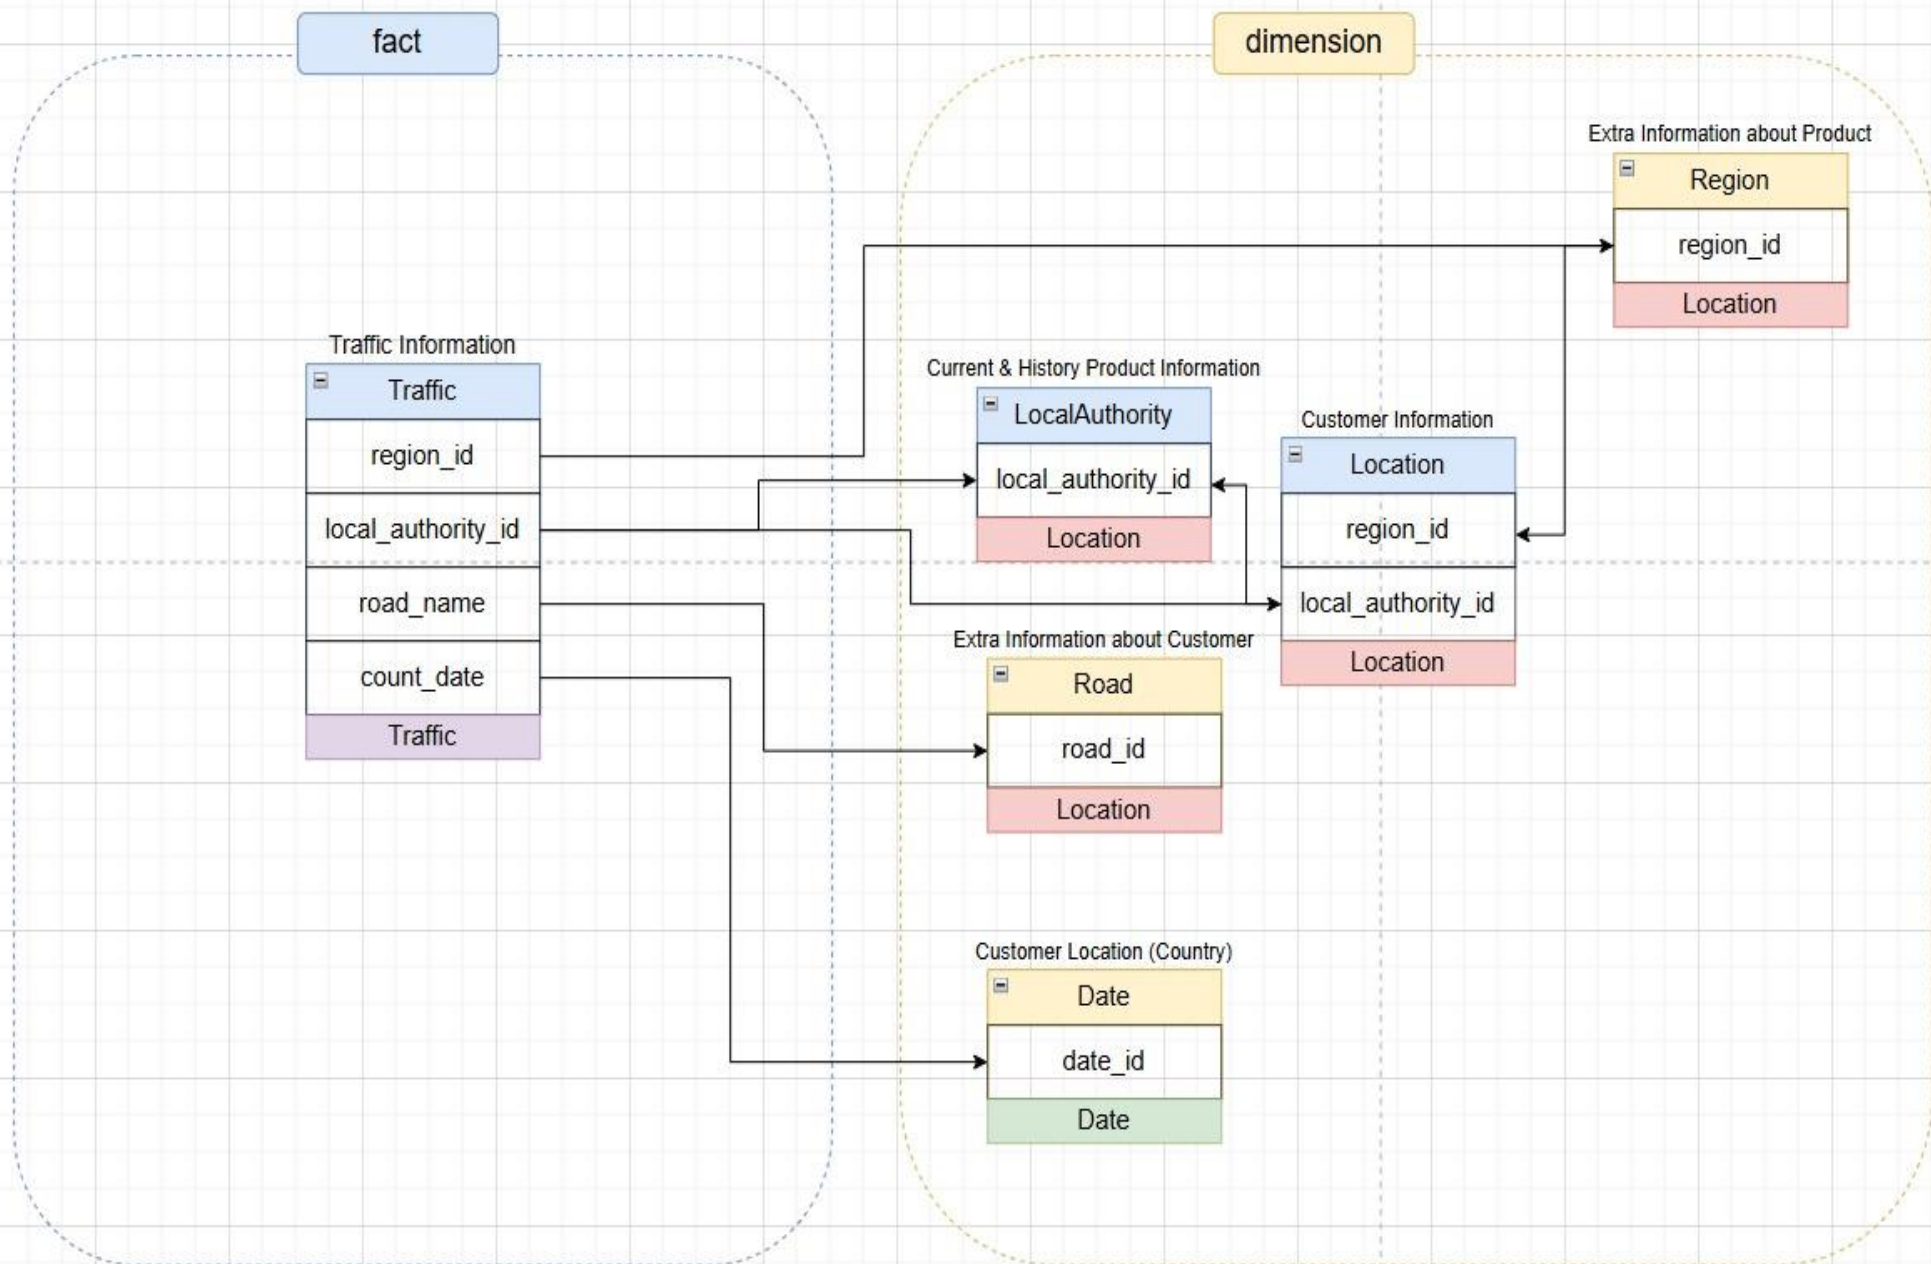 fact
dimension
Traffic Information
Traffic
region_id
local_authority_id
road_name
count_date
Traffic
Extra Information about Product
Region
region_id
Location
Current & History Product Information
LocalAuthority
local_authority_id
Location
Customer Information
Location
region_id
local_authority_id
Location
Extra Information about Customer
Road
road_id
Location
Customer Location (Country)
Date
date_id
Date